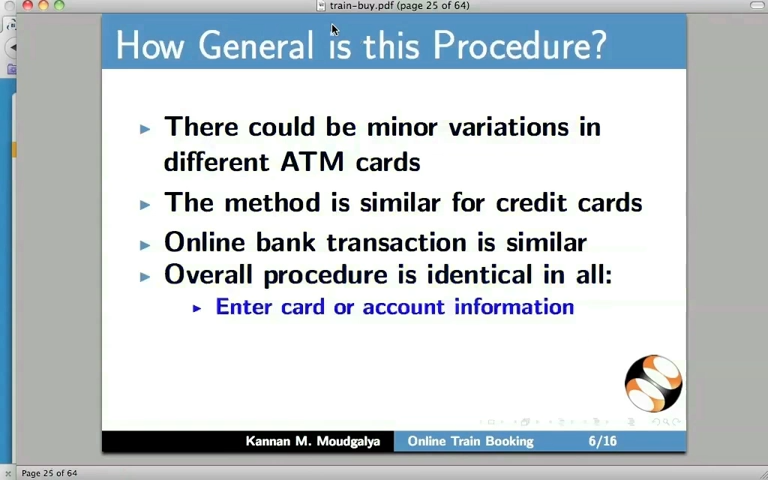 train-buy.pdf (page 25 of 64)
How General is this Procedure?
There could be minor variations in
different ATM cards
The method is similar for credit cards
Online bank transaction is similar
Overall procedure is identical in all:
Enter card or account information
Kannan M. Moudgalya Online Train Booking 6/16
Page 25 of 64